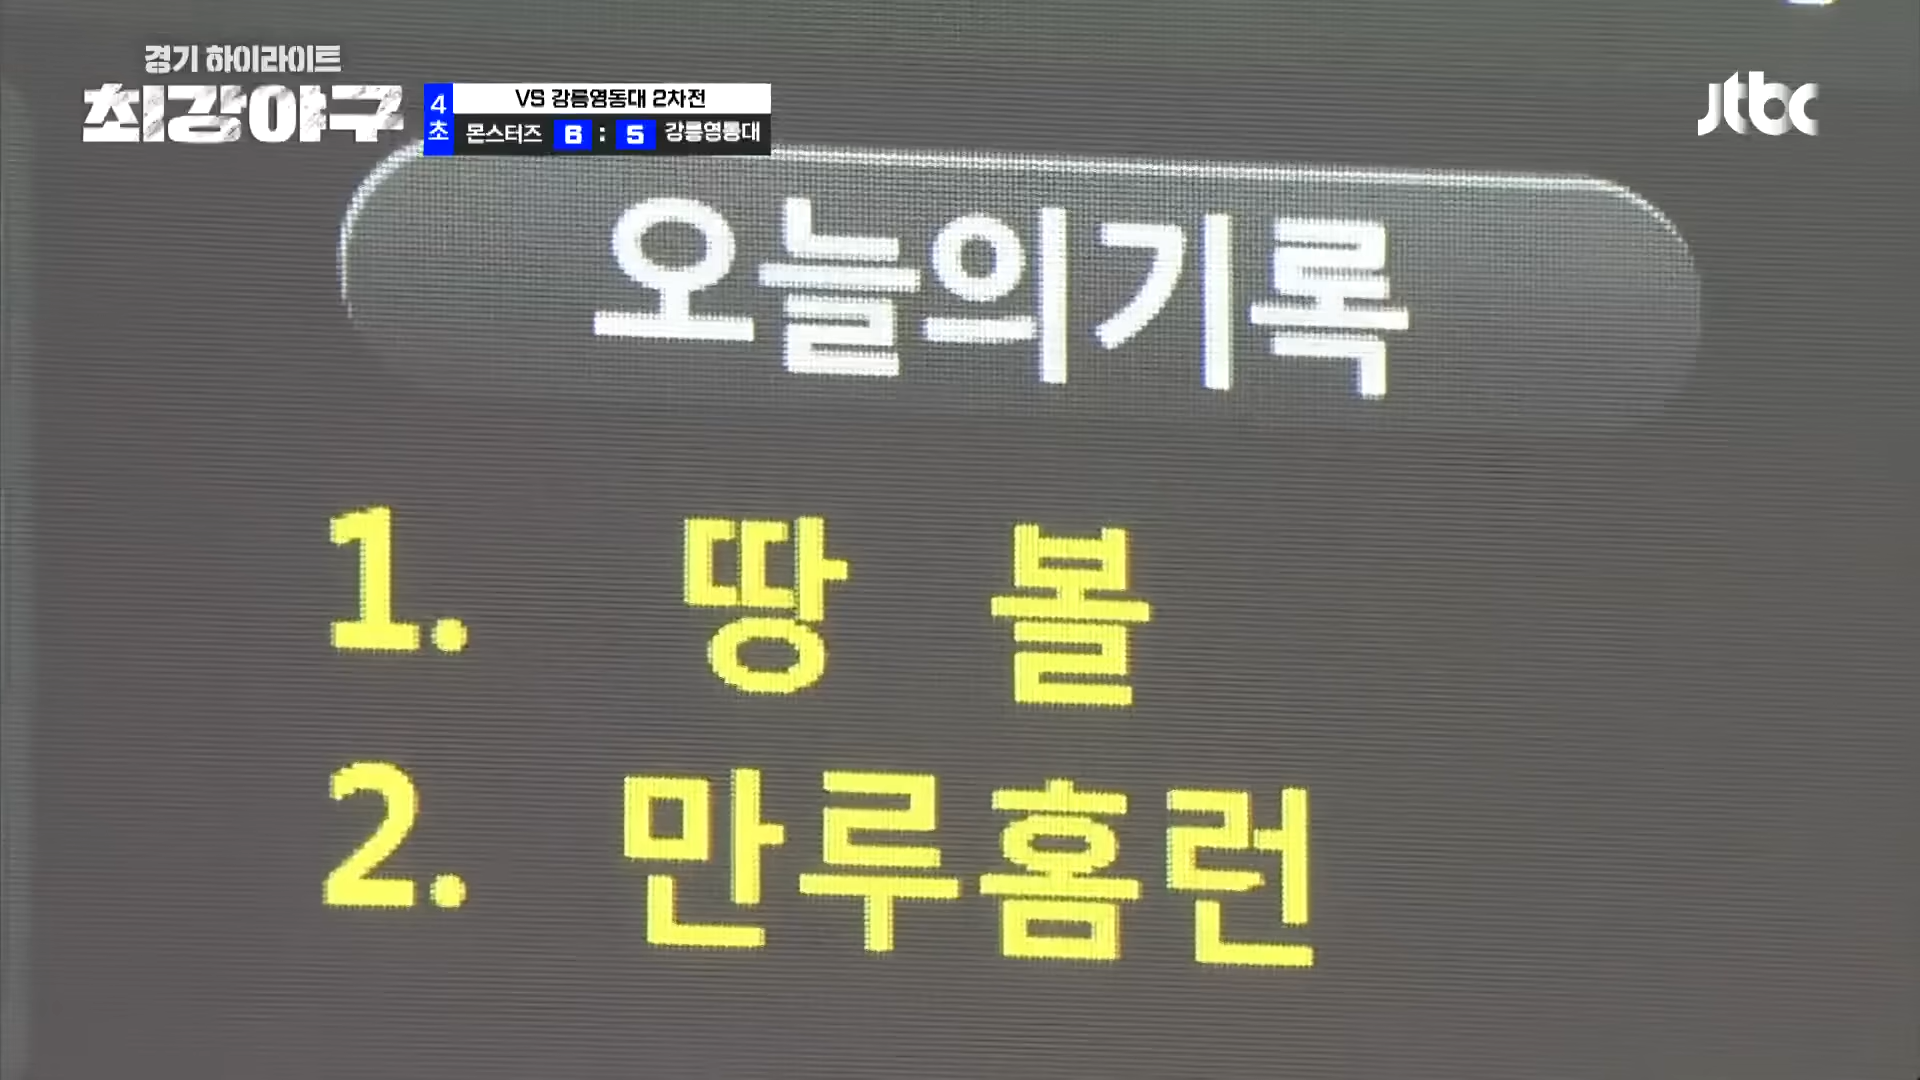 경기 하이라이트
최강야구
4초
VS 강릉영동대 2차전
몬스터즈 8 : 5 강릉영동대
jtbc
오늘의기록
1. 땅 볼
2. 만루홈런